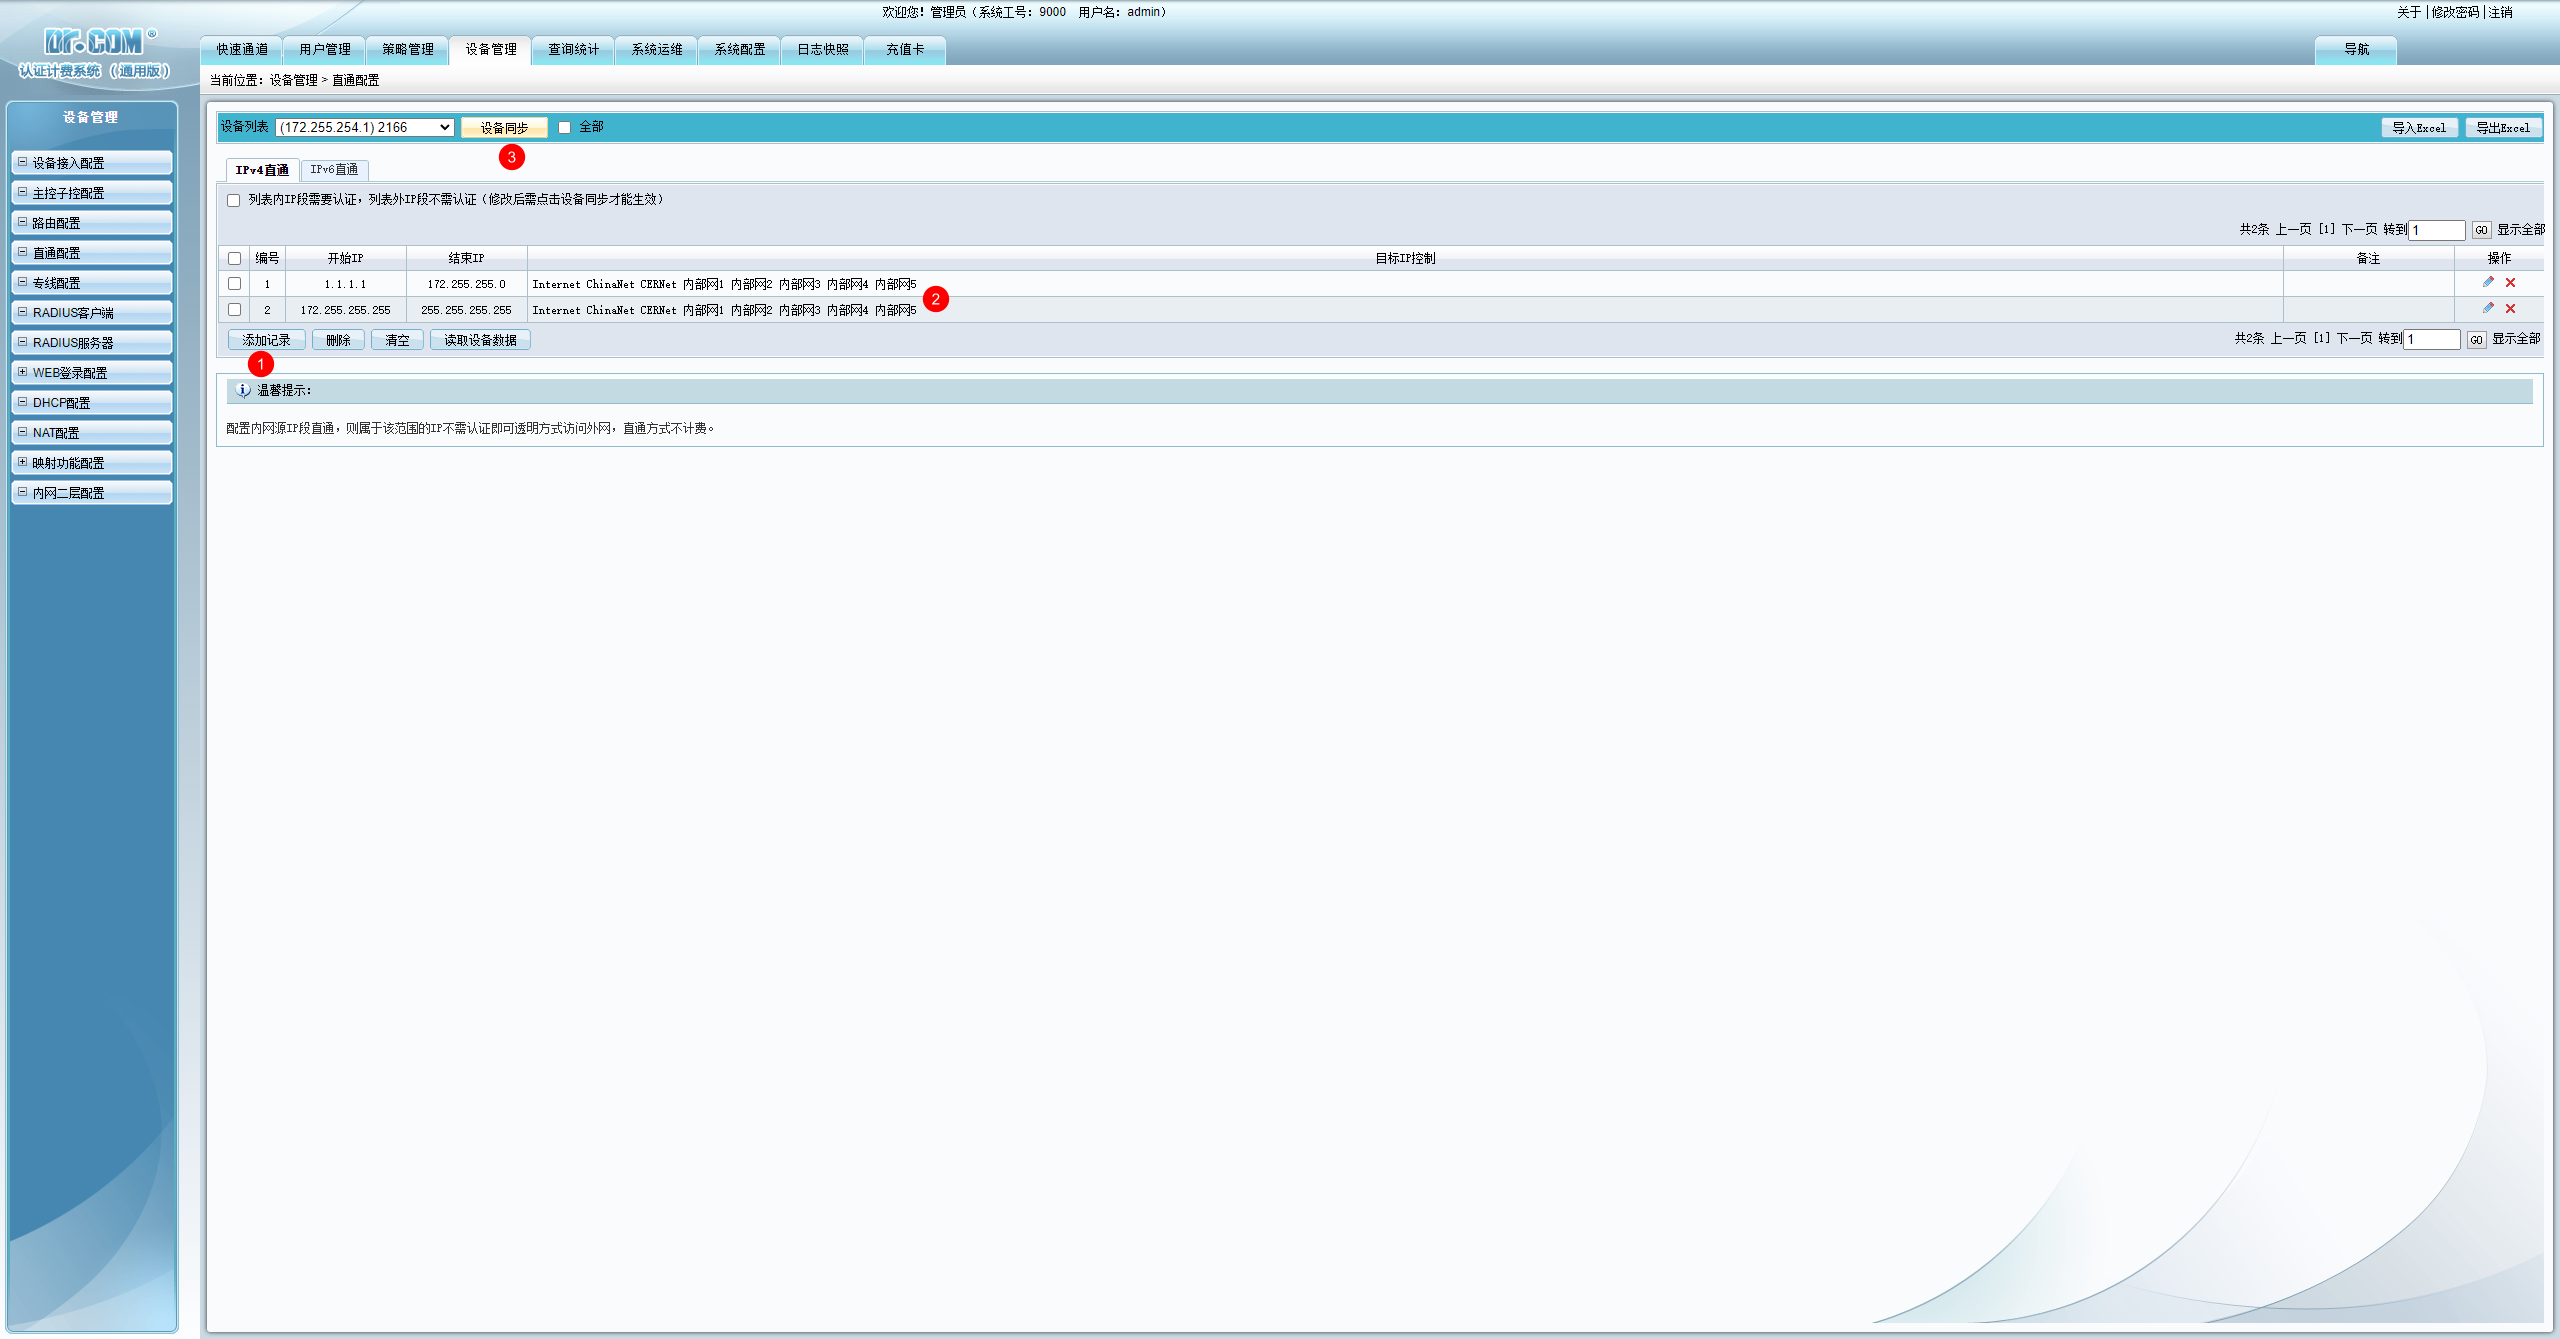 欢迎您！管理员（系统工号：9000 用户名：admin）
关于 | 修改密码 | 注销
Dr.COM®
认证计费系统（通用版）
快速通道 用户管理 策略管理 设备管理 查询统计 系统运维 系统配置 日志快照 充值卡 导航
当前位置：设备管理 > 直通配置
设备管理
设备接入配置
主控子控配置
路由配置
直通配置
专线配置
RADIUS客户端
RADIUS服务器
WEB登录配置
DHCP配置
NAT配置
映射功能配置
内网二层配置
设备列表 (172.255.254.1) 2166 设备同步 全部 导入Excel 导出Excel
3
IPv4直通 IPv6直通
列表内IP段需要认证，列表外IP段不需认证（修改后需点击设备同步才能生效）
共2条 上一页 [1] 下一页 转到 1 GO 显示全部
编号 开始IP 结束IP 目标IP控制 备注 操作
1 1.1.1.1 172.255.255.0 Internet ChinaNet CERNet 内部网1 内部网2 内部网3 内部网4 内部网5
2
2 172.255.255.255 255.255.255.255 Internet ChinaNet CERNet 内部网1 内部网2 内部网3 内部网4 内部网5
添加记录 删除 清空 读取设备数据 共2条 上一页 [1] 下一页 转到 1 GO 显示全部
1
温馨提示：
配置内网源IP段直通，则属于该范围的IP不需认证即可透明方式访问外网，直通方式不计费。